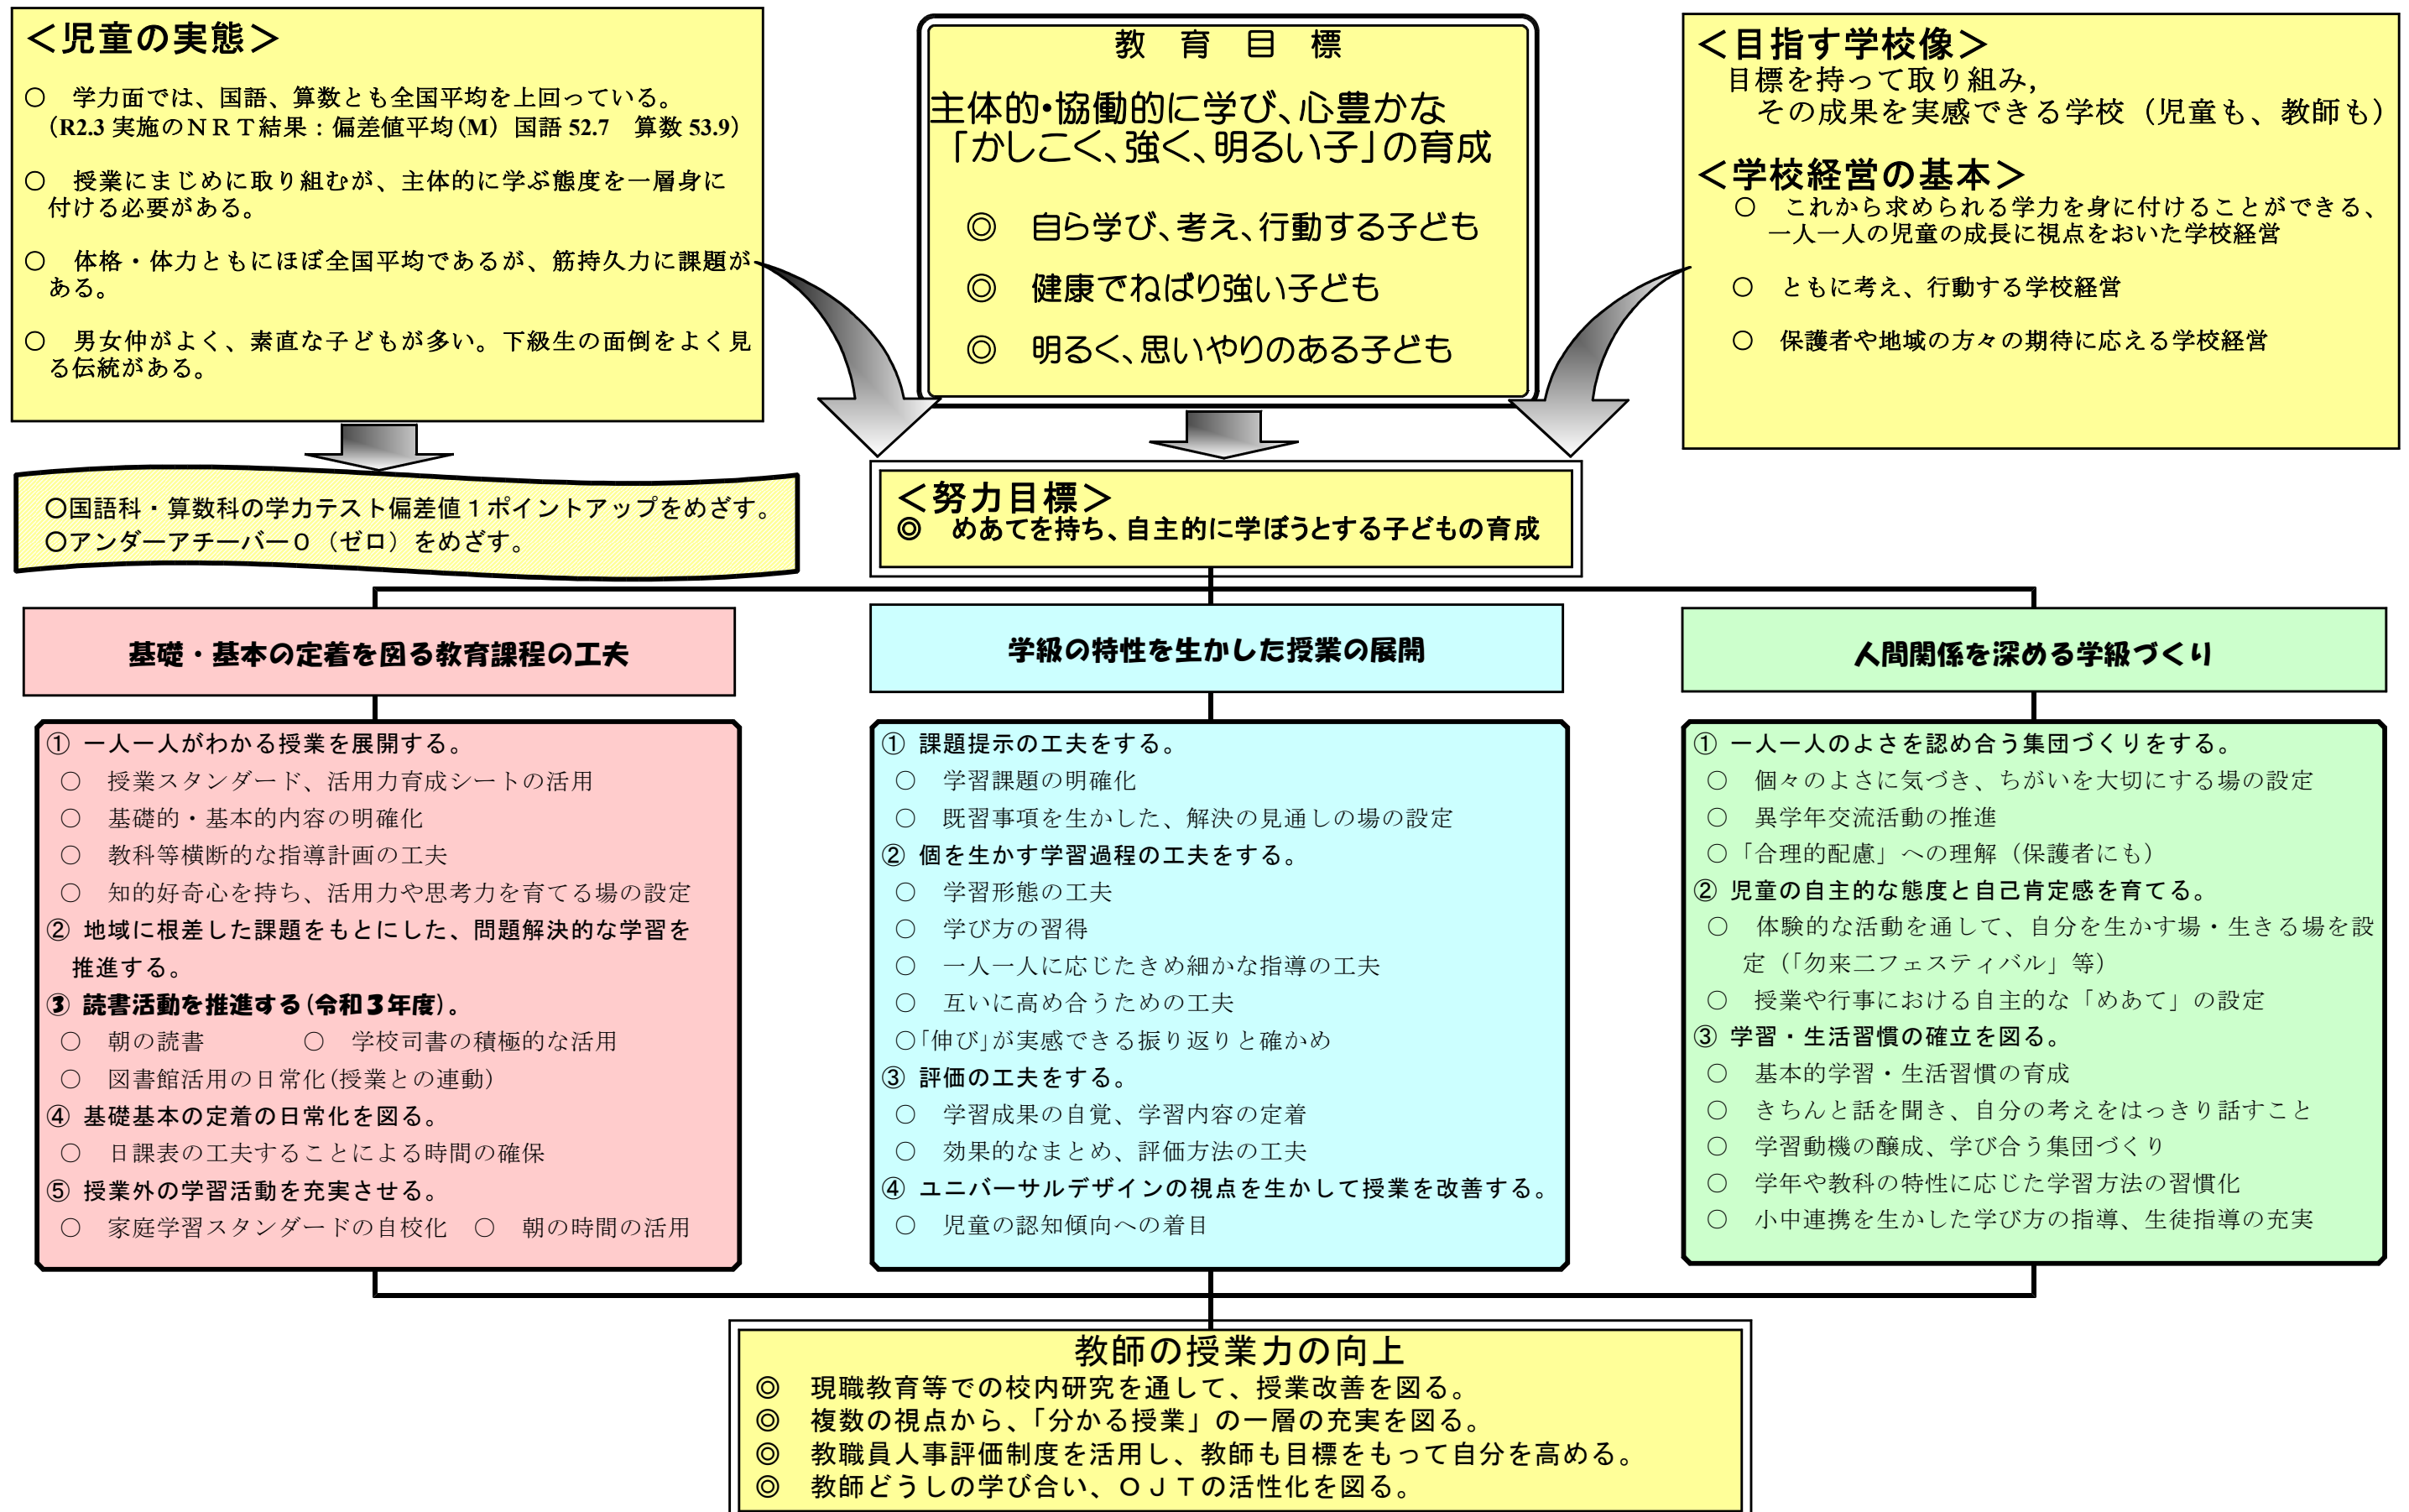 ＜児童の実態＞
○　学力面では、国語、算数とも全国平均を上回っている。
（R2.3 実施のＮＲＴ結果：偏差値平均(M) 国語 52.7　算数 53.9）
○　授業にまじめに取り組むが、主体的に学ぶ態度を一層身に
付ける必要がある。
○　体格・体力ともにほぼ全国平均であるが、筋持久力に課題が
ある。
○　男女仲がよく、素直な子どもが多い。下級生の面倒をよく見
る伝統がある。
教　育　目　標
主体的・協働的に学び、心豊かな
「かしこく、強く、明るい子」の育成
◎　自ら学び、考え、行動する子ども
◎　健康でねばり強い子ども
◎　明るく、思いやりのある子ども
＜目指す学校像＞
目標を持って取り組み，
その成果を実感できる学校（児童も、教師も）
＜学校経営の基本＞
○　これから求められる学力を身に付けることができる、
一人一人の児童の成長に視点をおいた学校経営
○　ともに考え、行動する学校経営
○　保護者や地域の方々の期待に応える学校経営
○国語科・算数科の学力テスト偏差値１ポイントアップをめざす。
○アンダーアチーバー０（ゼロ）をめざす。
＜努力目標＞
◎　めあてを持ち、自主的に学ぼうとする子どもの育成
基礎・基本の定着を図る教育課程の工夫
① 一人一人がわかる授業を展開する。
○　授業スタンダード、活用力育成シートの活用
○　基礎的・基本的内容の明確化
○　教科等横断的な指導計画の工夫
○　知的好奇心を持ち、活用力や思考力を育てる場の設定
② 地域に根差した課題をもとにした、問題解決的な学習を
推進する。
③ 読書活動を推進する(令和３年度)。
○　朝の読書　　　　○　学校司書の積極的な活用
○　図書館活用の日常化(授業との連動)
④ 基礎基本の定着の日常化を図る。
○　日課表の工夫することによる時間の確保
⑤ 授業外の学習活動を充実させる。
○　家庭学習スタンダードの自校化　○　朝の時間の活用
学級の特性を生かした授業の展開
① 課題提示の工夫をする。
○　学習課題の明確化
○　既習事項を生かした、解決の見通しの場の設定
② 個を生かす学習過程の工夫をする。
○　学習形態の工夫
○　学び方の習得
○　一人一人に応じたきめ細かな指導の工夫
○　互いに高め合うための工夫
○「伸び」が実感できる振り返りと確かめ
③ 評価の工夫をする。
○　学習成果の自覚、学習内容の定着
○　効果的なまとめ、評価方法の工夫
④ ユニバーサルデザインの視点を生かして授業を改善する。
○　児童の認知傾向への着目
人間関係を深める学級づくり
① 一人一人のよさを認め合う集団づくりをする。
○　個々のよさに気づき、ちがいを大切にする場の設定
○　異学年交流活動の推進
○「合理的配慮」への理解（保護者にも）
② 児童の自主的な態度と自己肯定感を育てる。
○　体験的な活動を通して、自分を生かす場・生きる場を設
定（「勿来二フェスティバル」等）
○　授業や行事における自主的な「めあて」の設定
③ 学習・生活習慣の確立を図る。
○　基本的学習・生活習慣の育成
○　きちんと話を聞き、自分の考えをはっきり話すこと
○　学習動機の醸成、学び合う集団づくり
○　学年や教科の特性に応じた学習方法の習慣化
○　小中連携を生かした学び方の指導、生徒指導の充実
教師の授業力の向上
◎　現職教育等での校内研究を通して、授業改善を図る。
◎　複数の視点から、「分かる授業」の一層の充実を図る。
◎　教職員人事評価制度を活用し、教師も目標をもって自分を高める。
◎　教師どうしの学び合い、ＯＪＴの活性化を図る。